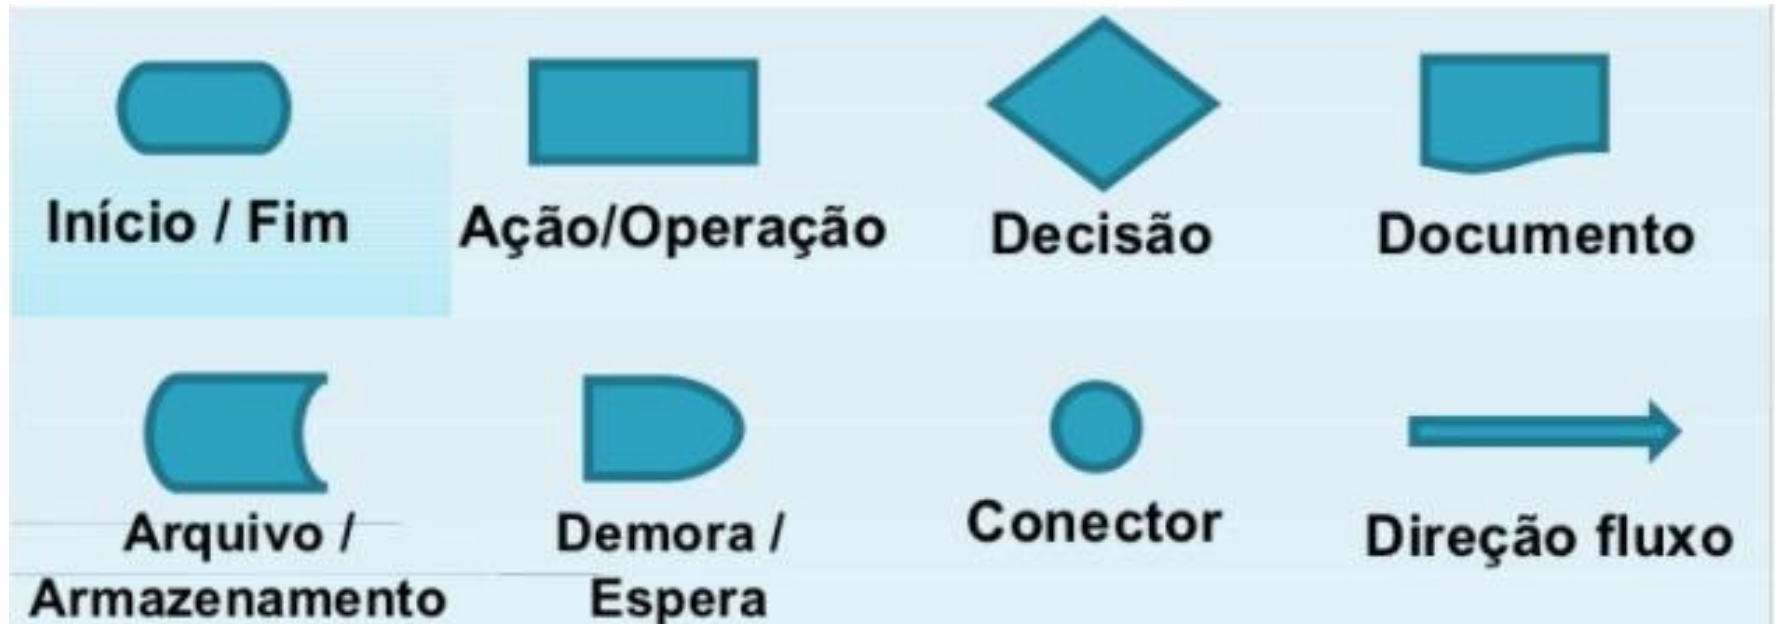 Início / Fim
Ação/Operação
Decisão
Documento
Arquivo /
Armazenamento
Demora /
Espera
Conector
Direção fluxo